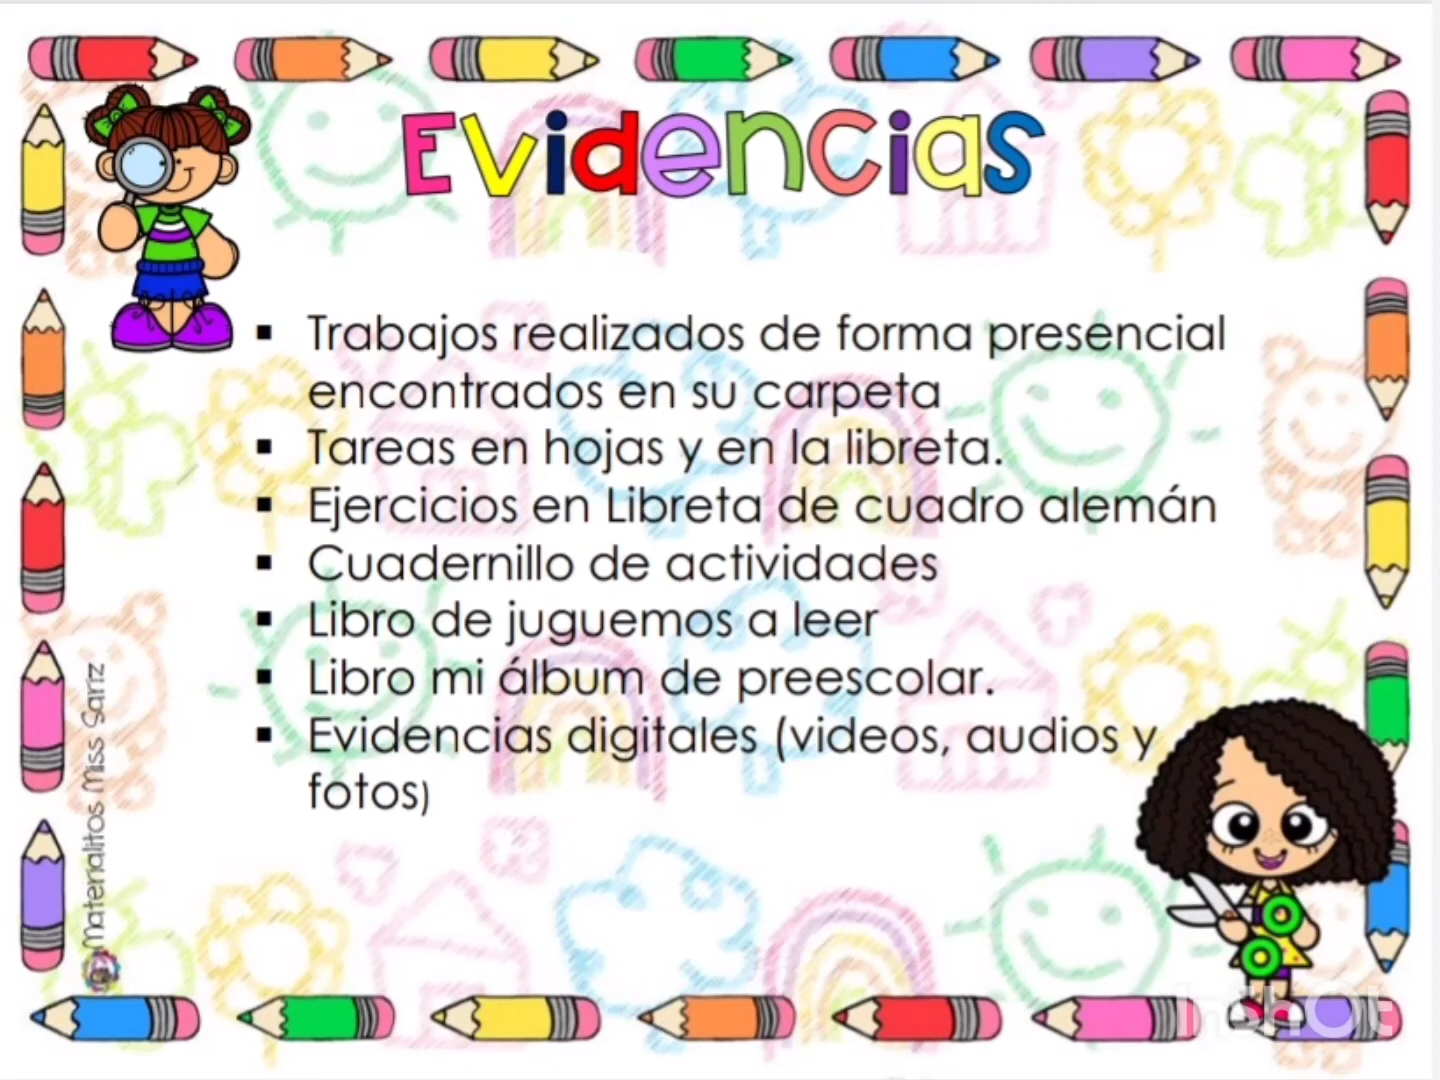 Evidencias
▪ Trabajos realizados de forma presencial
encontrados en su carpeta
▪ Tareas en hojas y en la libreta.
▪ Ejercicios en Libreta de cuadro alemán
▪ Cuadernillo de actividades
▪ Libro de juguemos a leer
▪ Libro mi álbum de preescolar.
▪ Evidencias digitales (videos, audios y
fotos)
Materialitos Miss Sariz
InShOt